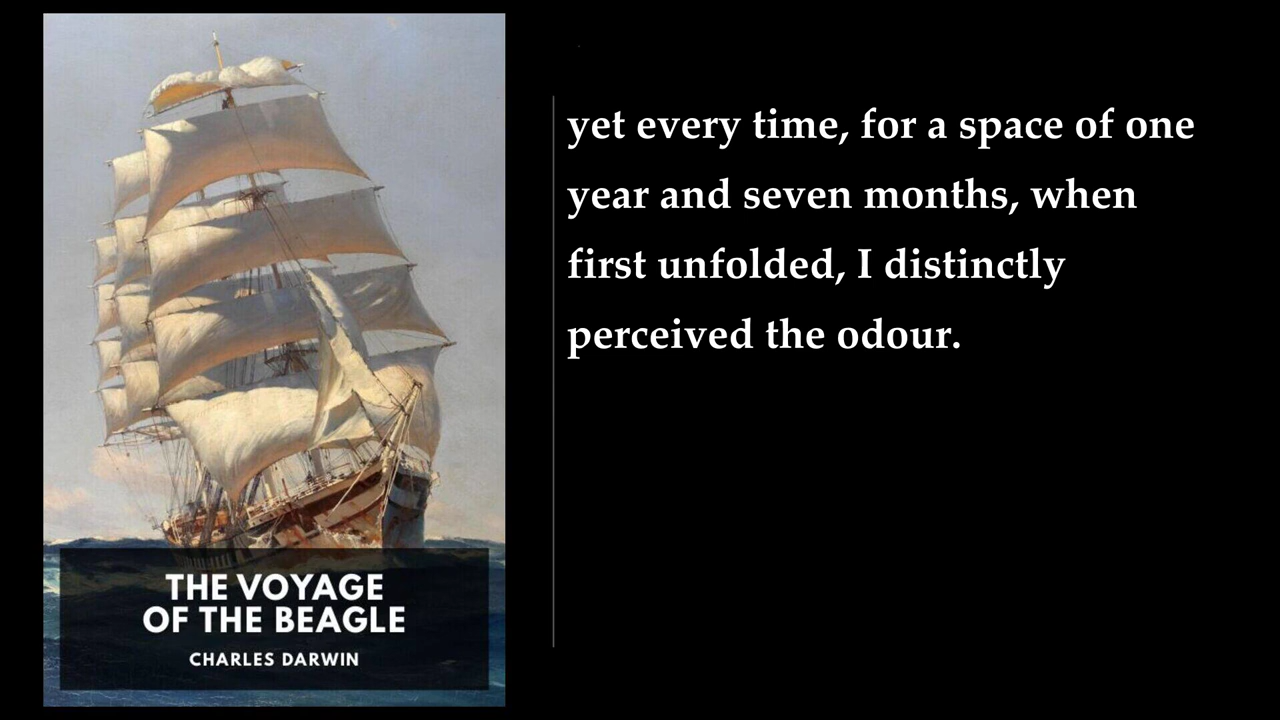 THE VOYAGE
OF THE BEAGLE
CHARLES DARWIN
yet every time, for a space of one
year and seven months, when
first unfolded, I distinctly
perceived the odour.